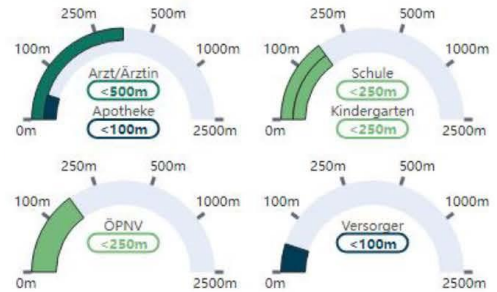 250m 500m
100m 1000m
Arzt/Ärztin
<500m
Apotheke
<100m
0m 2500m
250m 500m
100m 1000m
Schule
<250m
Kindergarten
<250m
0m 2500m
250m 500m
100m 1000m
ÖPNV
<250m
0m 2500m
250m 500m
100m 1000m
Versorger
<100m
0m 2500m